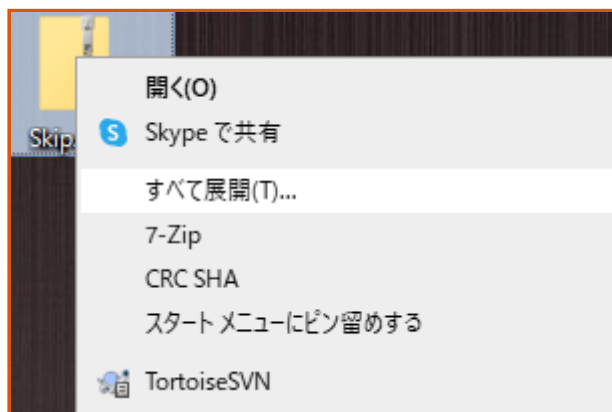 Skip
開く(O)
Skype で共有
すべて展開(T)...
7-Zip
CRC SHA
スタート メニューにピン留めする
TortoiseSVN